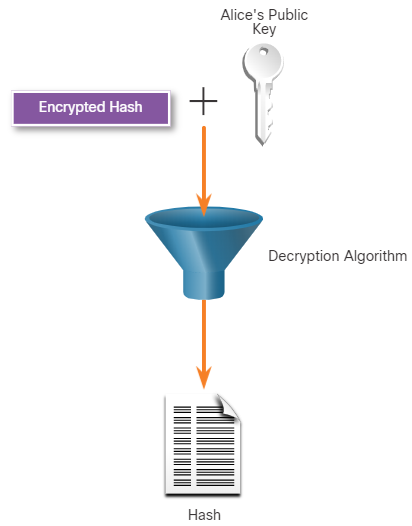 Alice's Public
Key
Encrypted Hash
+
Decryption Algorithm
Hash